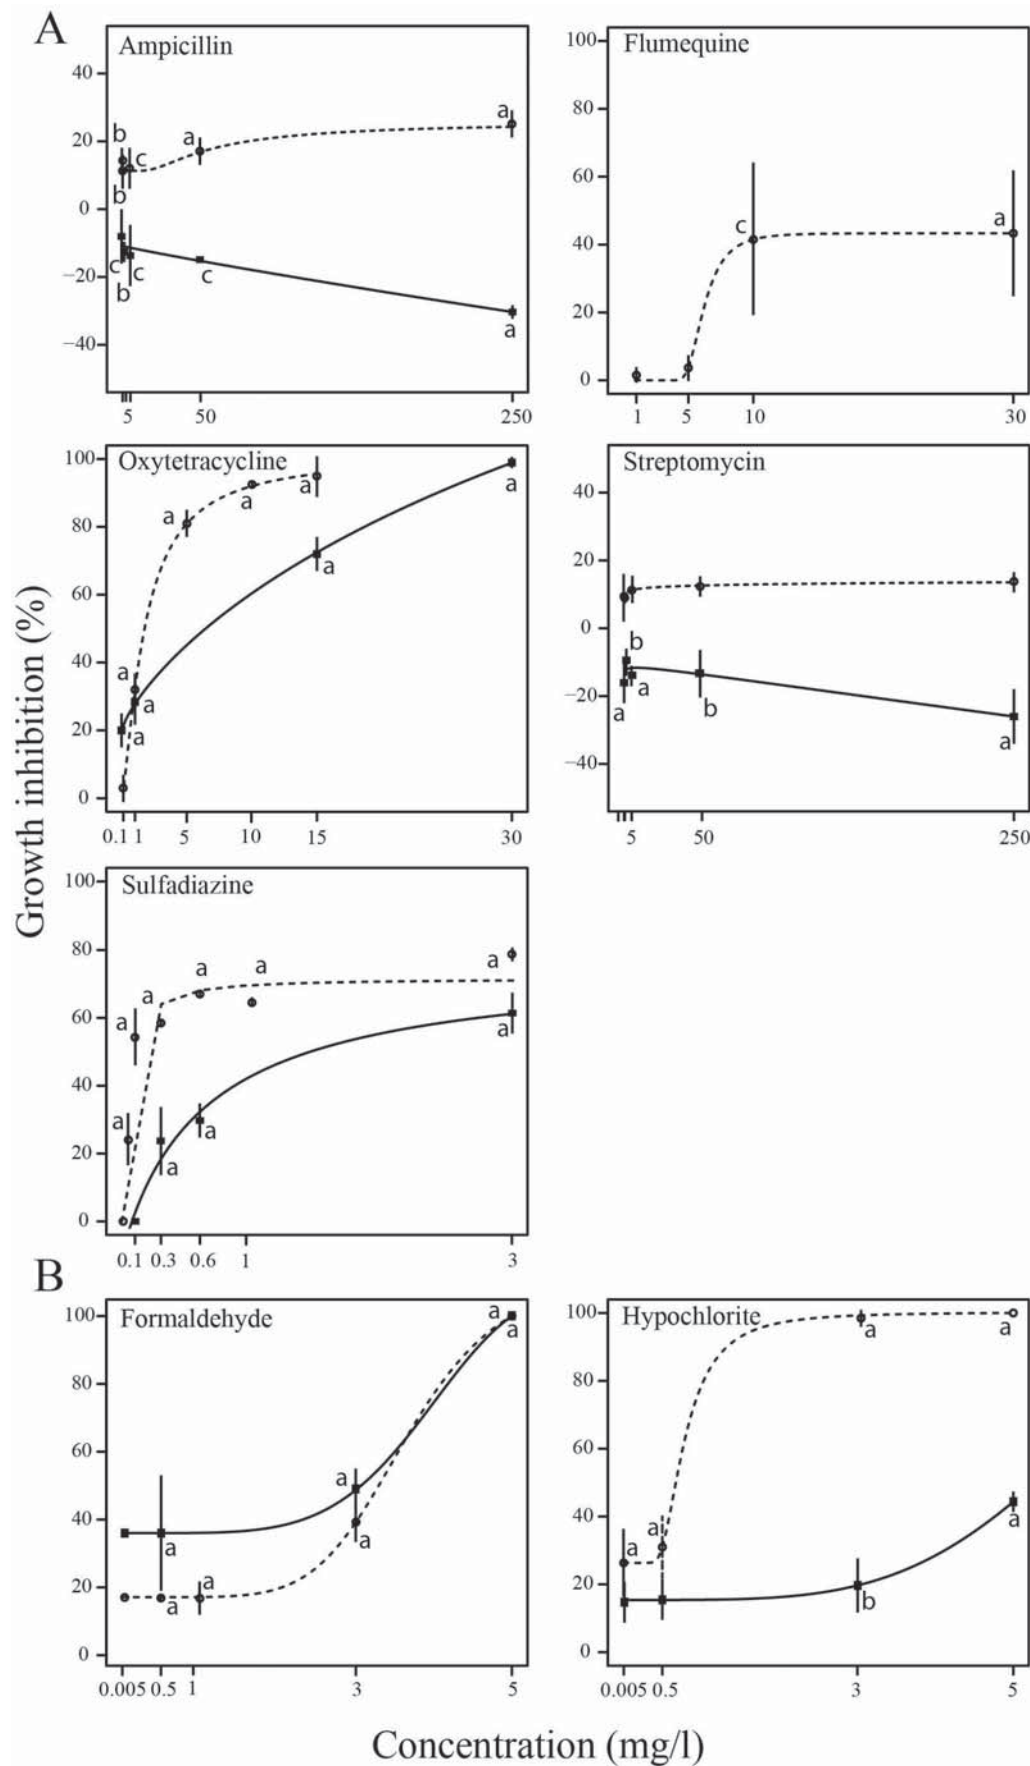 A
Ampicillin
40
20
0
−20
−40
b
b
c
a
a
c
b
c
c
a
5
50
250
Flumequine
100
80
60
40
20
0
c
a
1
5
10
30
Oxytetracycline
100
80
60
40
20
0
a
a
a
a
a
a
a
a
a
0.1
1
5
10
15
30
Streptomycin
40
20
0
−20
−40
b
a
a
b
a
5
50
250
Sulfadiazine
100
80
60
40
20
0
a
a
a
a
a
a
a
a
a
0.1
0.3
0.6
1
3
Growth inhibition (%)
B
Formaldehyde
100
80
60
40
20
0
a
a
a
a
a
a
a
0.005
0.5
1
3
5
Hypochlorite
100
80
60
40
20
0
a
a
a
a
b
a
0.005
0.5
3
5
Concentration (mg/l)